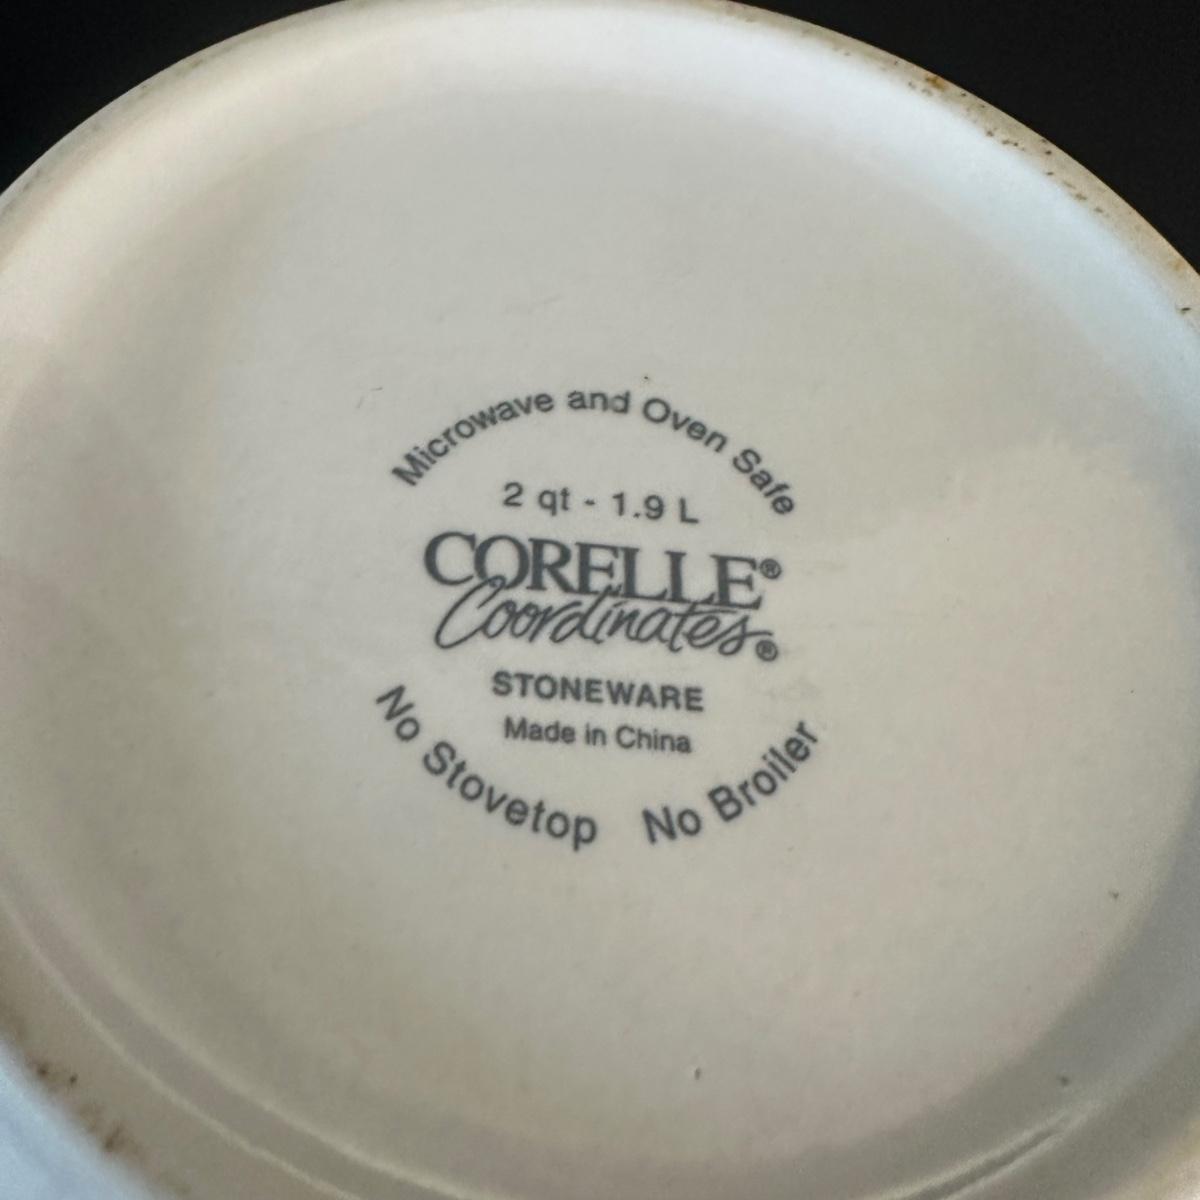 Microwave and Oven Safe
2 qt - 1.9 L
CORELLE®
Coordinates®
STONEWARE
Made in China
No Stovetop No Broiler